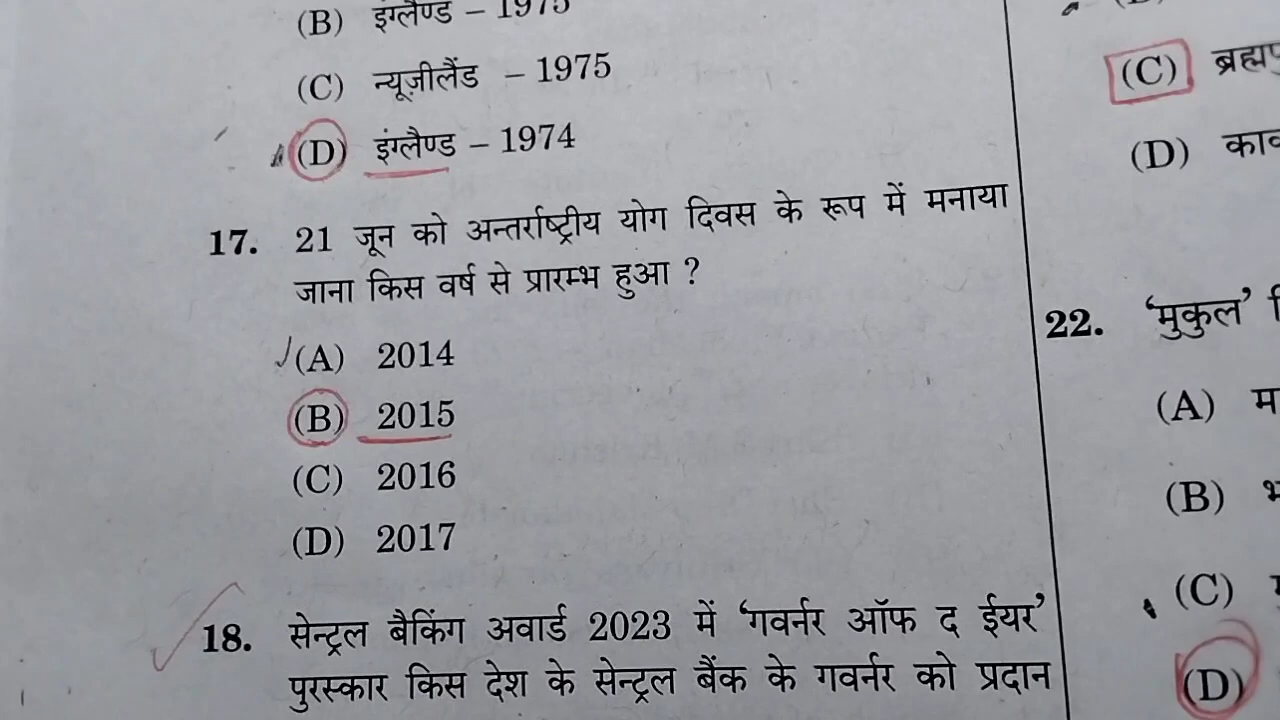 (B) इंग्लैण्ड – 1975
(C) न्यूज़ीलैंड – 1975
(D) इंग्लैण्ड – 1974
17. 21 जून को अन्तर्राष्ट्रीय योग दिवस के रूप में मनाया
जाना किस वर्ष से प्रारम्भ हुआ ?
(A) 2014
(B) 2015
(C) 2016
(D) 2017
18. सेन्ट्रल बैकिंग अवार्ड 2023 में ‘गवर्नर ऑफ द ईयर’
पुरस्कार किस देश के सेन्ट्रल बैंक के गवर्नर को प्रदान
(C)
(D)
22. ‘मुकुल’
(A)
(B)
(C)
(D)